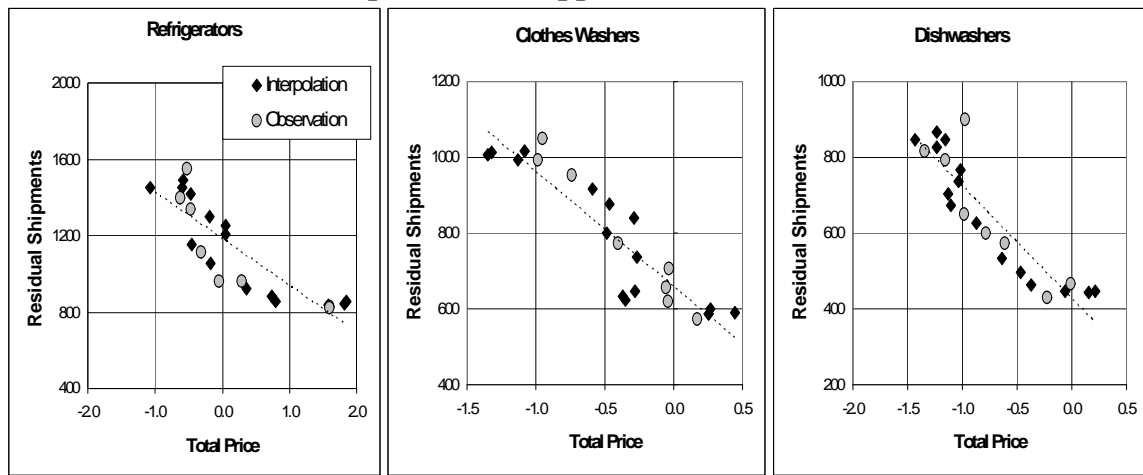 Refrigerators
Residual Shipments
2000
1600
1200
800
400
-2.0 -1.0 0.0 1.0 2.0
Total Price
Interpolation
Observation
Clothes Washers
Residual Shipments
1200
1000
800
600
400
-1.5 -1.0 -0.5 0.0 0.5
Total Price
Dishwashers
Residual Shipments
1000
800
600
400
200
-2.0 -1.5 -1.0 -0.5 0.0 0.5
Total Price